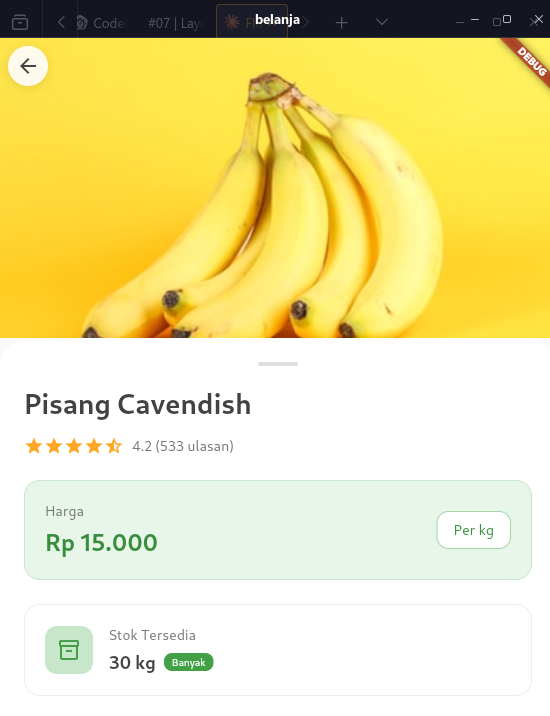 Code
#07 | Lay
belanja
DEBUG
Pisang Cavendish
4.2 (533 ulasan)
Harga
Rp 15.000
Per kg
Stok Tersedia
30 kg
Banyak